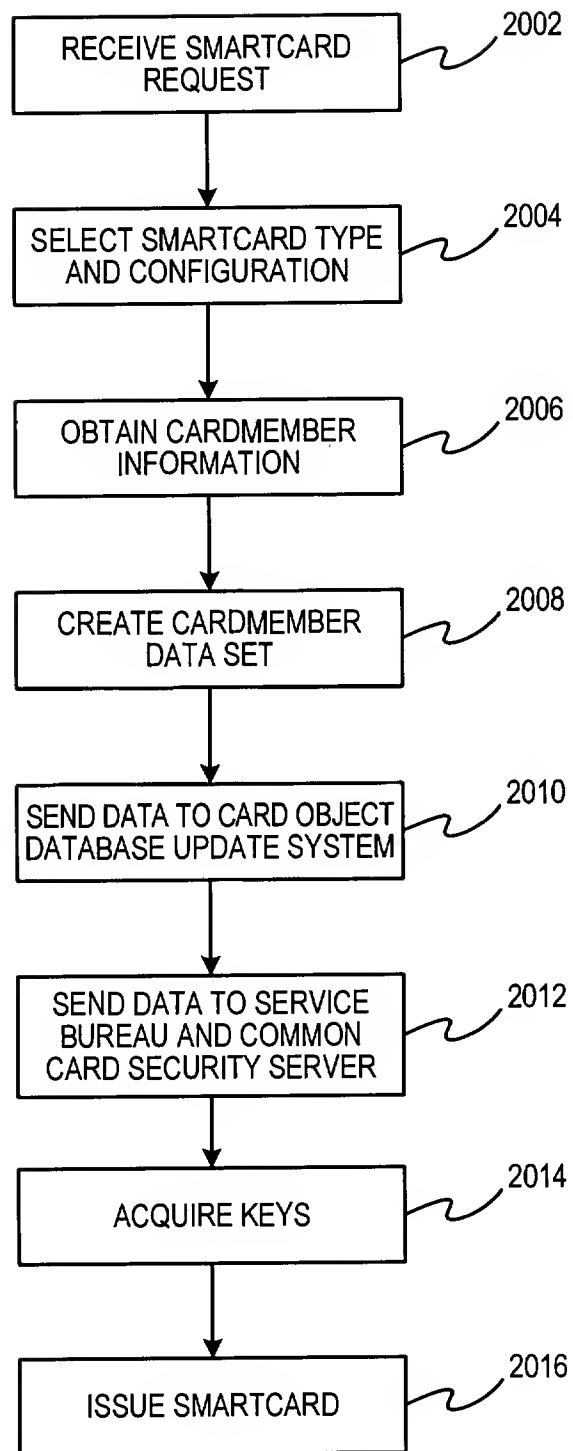 RECEIVE SMARTCARD
REQUEST
2002
SELECT SMARTCARD TYPE
AND CONFIGURATION
2004
OBTAIN CARDMEMBER
INFORMATION
2006
CREATE CARDMEMBER
DATA SET
2008
SEND DATA TO CARD OBJECT
DATABASE UPDATE SYSTEM
2010
SEND DATA TO SERVICE
BUREAU AND COMMON
CARD SECURITY SERVER
2012
ACQUIRE KEYS
2014
ISSUE SMARTCARD
2016